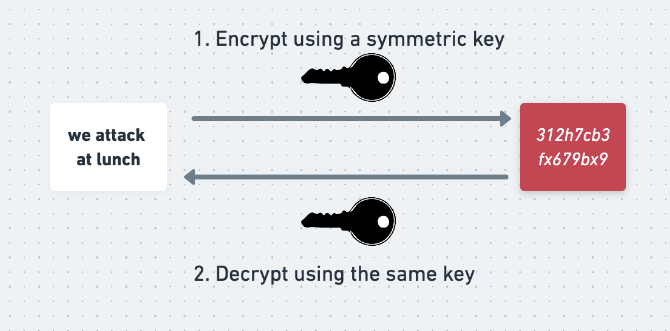 1. Encrypt using a symmetric key
we attack
at lunch
312h7cb3
fx679bx9
2. Decrypt using the same key